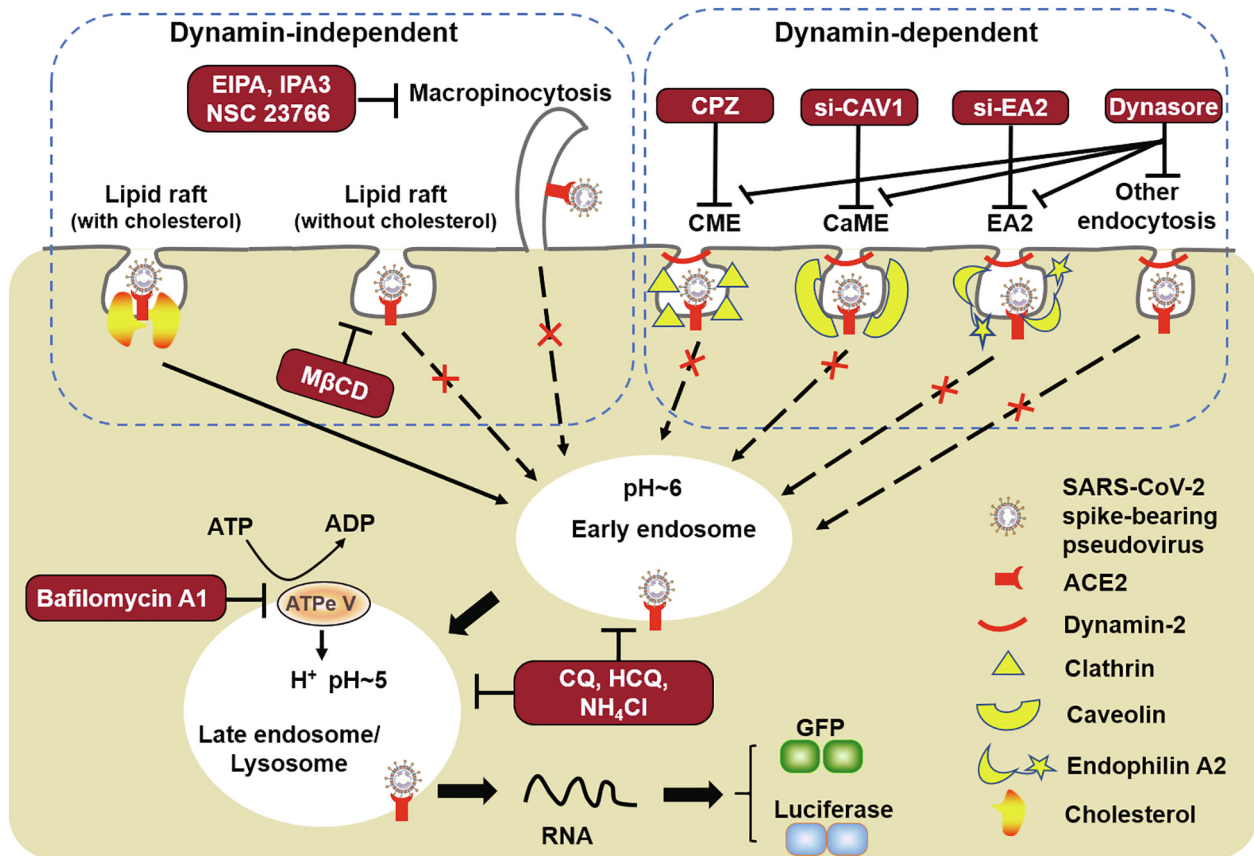 Dynamin-independent
Dynamin-dependent
EIPA, IPA3
NSC 23766
Macropinocytosis
CPZ
si-CAV1
si-EA2
Dynasore
Lipid raft
(with cholesterol)
Lipid raft
(without cholesterol)
CME
CaME
EA2
Other
endocytosis
MβCD
pH~6
Early endosome
ATP
ADP
Bafilomycin A1
ATPe V
H⁺ pH~5
CQ, HCQ,
NH₄Cl
Late endosome/
Lysosome
RNA
GFP
Luciferase
SARS-CoV-2
spike-bearing
pseudovirus
ACE2
Dynamin-2
Clathrin
Caveolin
Endophilin A2
Cholesterol